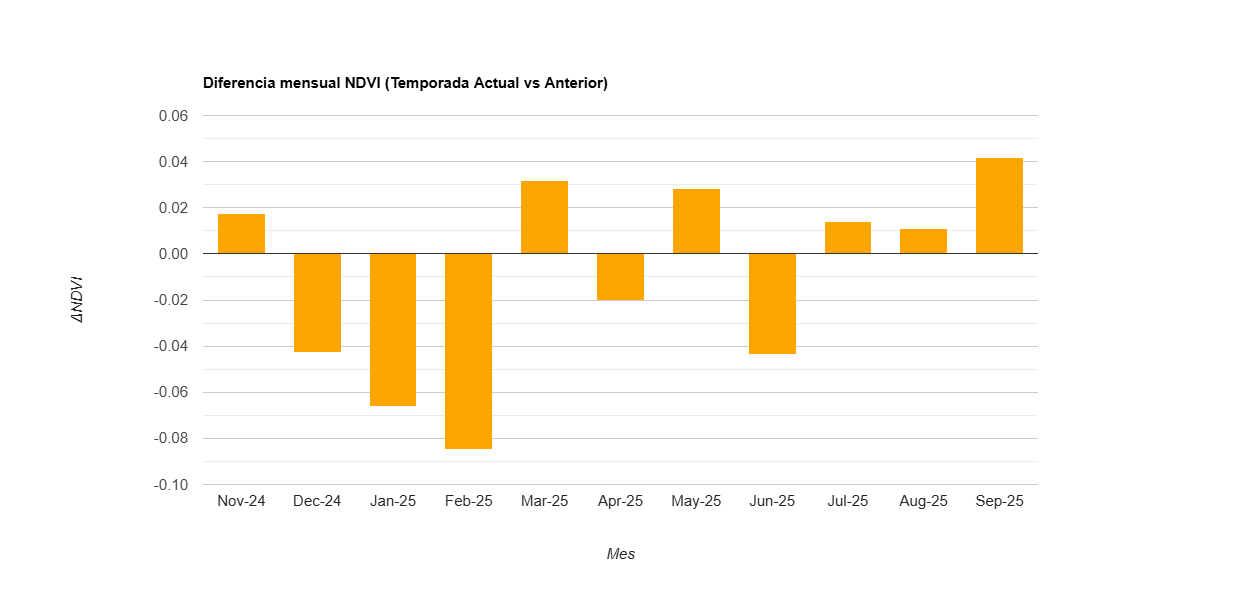 Diferencia mensual NDVI (Temporada Actual vs Anterior)
0.06
0.04
0.02
0.00
-0.02
-0.04
-0.06
-0.08
-0.10
ΔNDVI
Nov-24 Dec-24 Jan-25 Feb-25 Mar-25 Apr-25 May-25 Jun-25 Jul-25 Aug-25 Sep-25
Mes